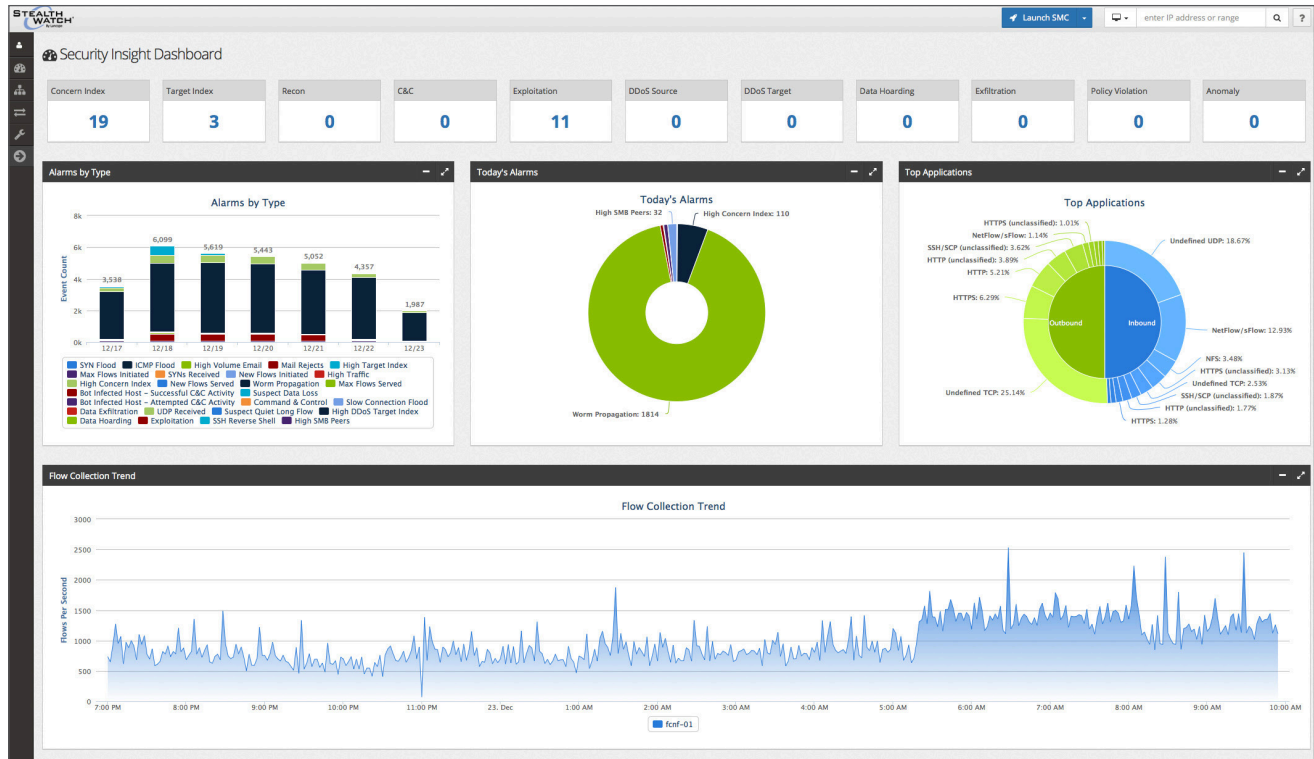 STEALTH
WATCH
Launch SMC
enter IP address or range
?
Security Insight Dashboard
Concern Index
19
Target Index
3
Recon
0
C&C
0
Exploitation
11
DDoS Source
0
DDoS Target
0
Data Hoarding
0
Exfiltration
0
Policy Violation
0
Anomaly
0
Alarms by Type
Alarms by Type
8k
6k
4k
2k
0k
Event Count
3,538
6,099
5,619
5,443
5,052
4,357
1,987
12/17
12/18
12/19
12/20
12/21
12/22
12/23
SYN Flood ICMP Flood High Volume Email Mail Rejects High Target Index
Max Flows Initiated SYNs Received New Flows Initiated High Traffic
High Concern Index New Flows Served Worm Propagation Max Flows Served
Bot Infected Host - Successful C&C Activity Suspect Data Loss
Bot Infected Host - Attempted C&C Activity Command & Control Slow Connection Flood
Data Exfiltration UDP Received Suspect Quiet Long Flow High DDoS Target Index
Data Hoarding Exploitation SSH Reverse Shell High SMB Peers
Today's Alarms
Today's Alarms
High SMB Peers: 32
High Concern Index: 110
Worm Propagation: 1814
Top Applications
Top Applications
HTTPS (unclassified): 1.01%
NetFlow/sFlow: 1.14%
SSH/SCP (unclassified): 3.62%
HTTP (unclassified): 3.89%
HTTP: 5.21%
HTTPS: 6.29%
Undefined TCP: 25.14%
Outbound
Inbound
Undefined UDP: 18.67%
NetFlow/sFlow: 12.93%
NFS: 3.48%
HTTPS (unclassified): 3.13%
Undefined TCP: 2.53%
SSH/SCP (unclassified): 1.87%
HTTP (unclassified): 1.77%
HTTPS: 1.28%
Flow Collection Trend
Flow Collection Trend
3000
2500
2000
1500
1000
500
0
Flows Per Second
7:00 PM
8:00 PM
9:00 PM
10:00 PM
11:00 PM
23. Dec
1:00 AM
2:00 AM
3:00 AM
4:00 AM
5:00 AM
6:00 AM
7:00 AM
8:00 AM
9:00 AM
10:00 AM
fcnf-01